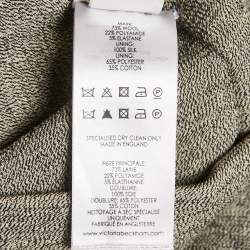 MAIN:
73% WOOL
22% POLYAMIDE
5% ELASTANE
LINING:
100% SILK
LINING:
65% POLYESTER
35% COTTON
SPECIALISED DRY CLEAN ONLY
MADE IN ENGLAND
FIBRE PRINCIPALE:
73% LAINE
22% POLYAMIDE
5% ÉLASTHANNE
DOUBLURE:
100% SOIE
DOUBLURE: 65% POLYESTER
35% COTON
NETTOYAGE A SEC SPÉCIALISÉ
UNIQUEMENT
FABRIQUÉ EN ANGLETERRE
www.victoriabeckham.com